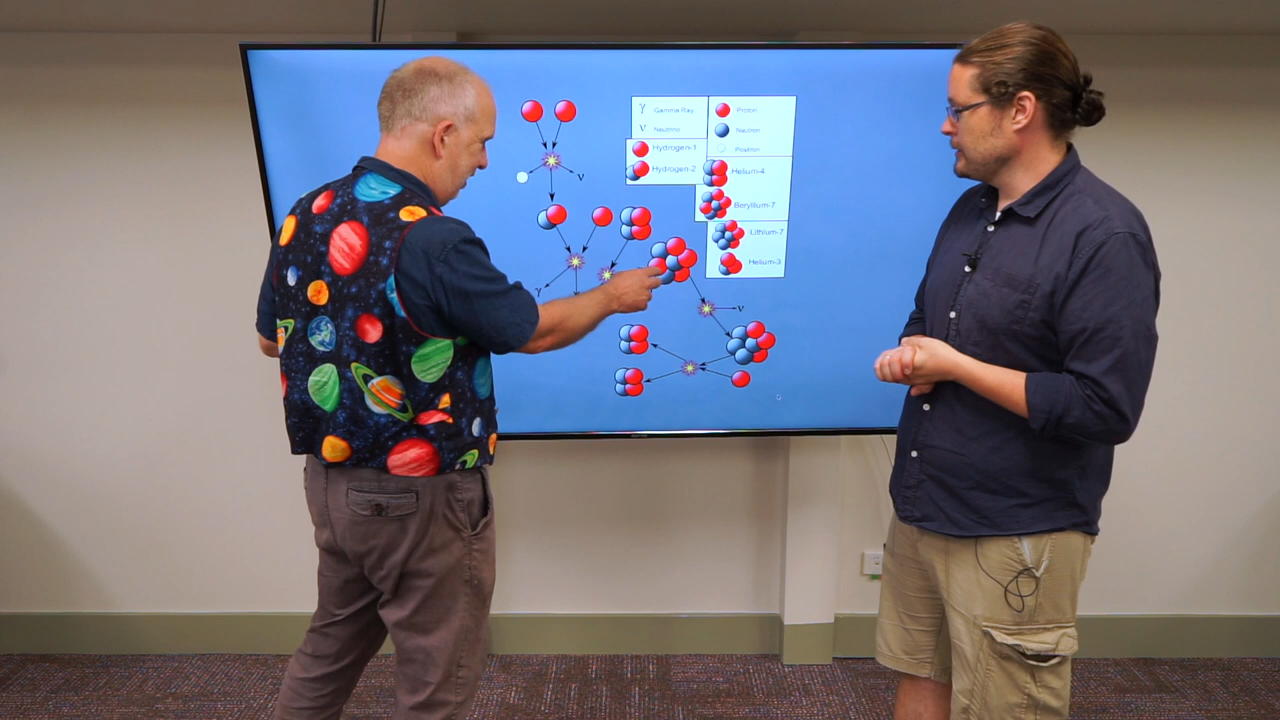 γ Gamma Ray
ν Neutrino
Proton
Neutron
Positron
Hydrogen-1
Hydrogen-2
Helium-4
Beryllium-7
Lithium-7
Helium-3
ν
γ
ν